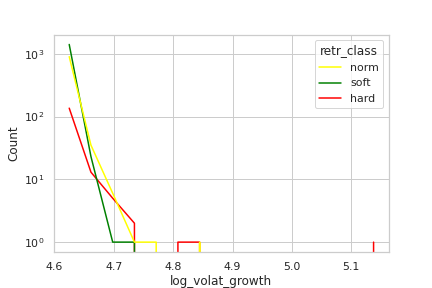 retr_class
norm
soft
hard
10³
10²
10¹
10⁰
Count
4.6 4.7 4.8 4.9 5.0 5.1
log_volat_growth